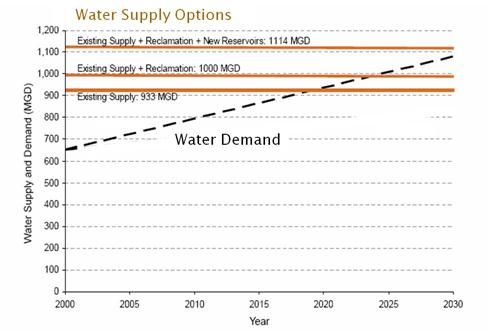 Water Supply Options
1,200
Existing Supply + Reclamation + New Reservoirs: 1114 MGD
1,100
Existing Supply + Reclamation: 1000 MGD
1,000
900
Existing Supply: 933 MGD
800
Water Demand
700
600
500
400
300
200
100
0
Water Supply and Demand (MGD)
2000 2005 2010 2015 2020 2025 2030
Year